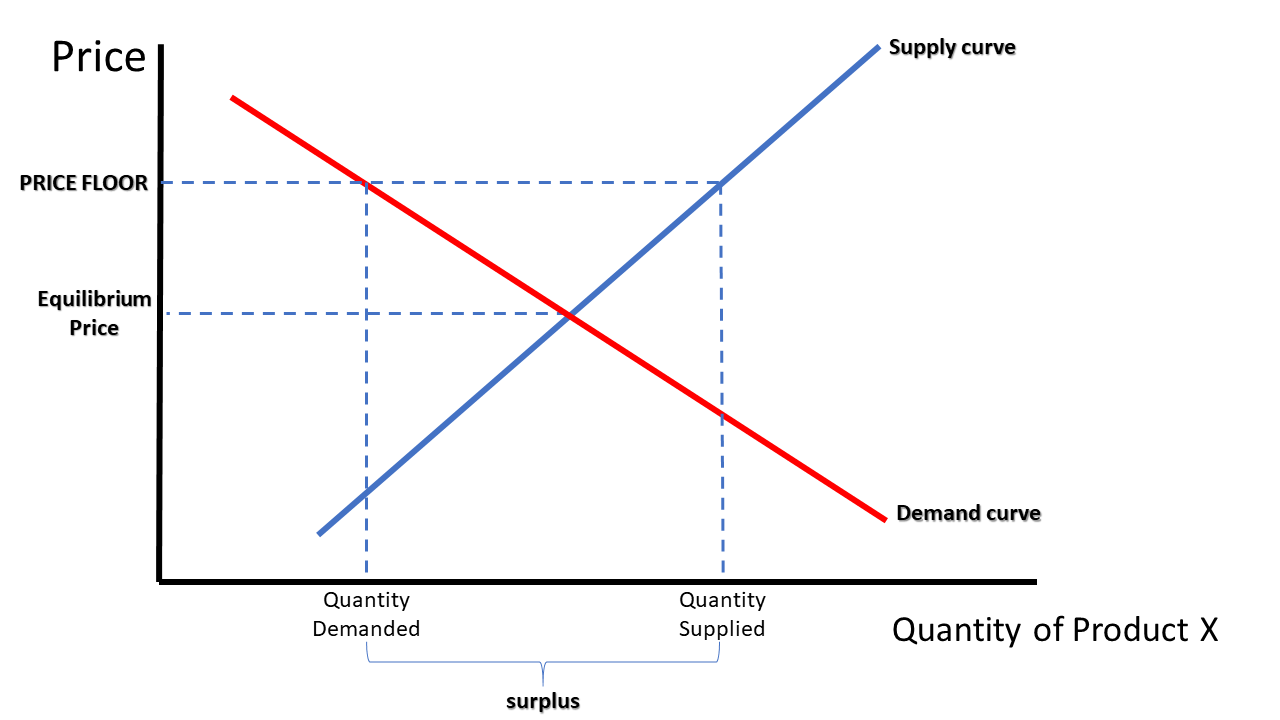 Price
Supply curve
PRICE FLOOR
Equilibrium
Price
Demand curve
Quantity
Demanded
Quantity
Supplied
Quantity of Product X
surplus